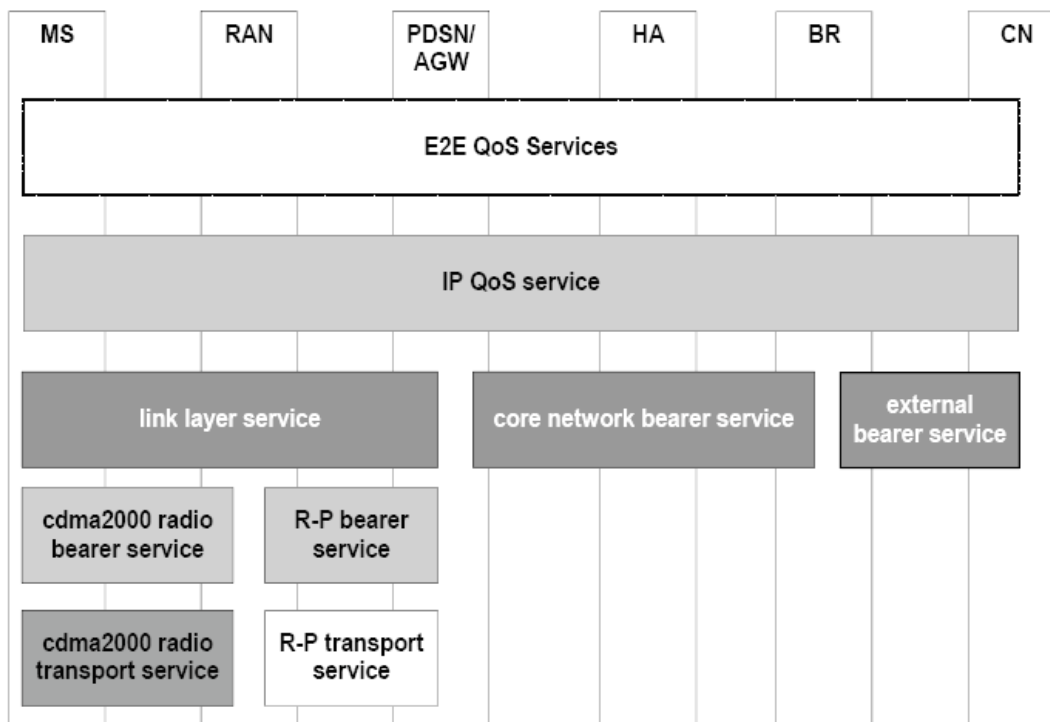 MS
RAN
PDSN/
AGW
HA
BR
CN
E2E QoS Services
IP QoS service
link layer service
core network bearer service
external
bearer service
cdma2000 radio
bearer service
R-P bearer
service
cdma2000 radio
transport service
R-P transport
service